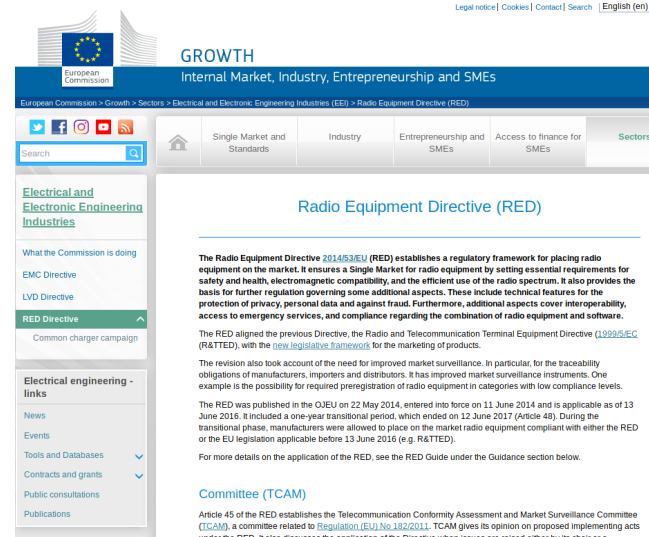 Legal notice | Cookies | Contact | Search | English (en)
European
Commission
GROWTH
Internal Market, Industry, Entrepreneurship and SMEs
European Commission > Growth > Sectors > Electrical and Electronic Engineering Industries (EEI) > Radio Equipment Directive (RED)
Search
Single Market and
Standards
Industry
Entrepreneurship and
SMEs
Access to finance for
SMEs
Sectors
Electrical and
Electronic Engineering
Industries
What the Commission is doing
EMC Directive
LVD Directive
RED Directive
Common charger campaign
Electrical engineering -
links
News
Events
Tools and Databases
Contracts and grants
Public consultations
Publications
Radio Equipment Directive (RED)
The Radio Equipment Directive 2014/53/EU (RED) establishes a regulatory framework for placing radio
equipment on the market. It ensures a Single Market for radio equipment by setting essential requirements for
safety and health, electromagnetic compatibility, and the efficient use of the radio spectrum. It also provides the
basis for further regulation governing some additional aspects. These include technical features for the
protection of privacy, personal data and against fraud. Furthermore, additional aspects cover interoperability,
access to emergency services, and compliance regarding the combination of radio equipment and software.
The RED aligned the previous Directive, the Radio and Telecommunication Terminal Equipment Directive (1999/5/EC
(R&TTED), with the new legislative framework for the marketing of products.
The revision also took account of the need for improved market surveillance. In particular, for the traceability
obligations of manufacturers, importers and distributors. It has improved market surveillance instruments. One
example is the possibility for required preregistration of radio equipment in categories with low compliance levels.
The RED was published in the OJEU on 22 May 2014, entered into force on 11 June 2014 and is applicable as of 13
June 2016. It included a one-year transitional period, which ended on 12 June 2017 (Article 48). During the
transitional phase, manufacturers were allowed to place on the market radio equipment compliant with either the RED
or the EU legislation applicable before 13 June 2016 (e.g. R&TTED).
For more details on the application of the RED, see the RED Guide under the Guidance section below.
Committee (TCAM)
Article 45 of the RED establishes the Telecommunication Conformity Assessment and Market Surveillance Committee
(TCAM), a committee related to Regulation (EU) No 182/2011. TCAM gives its opinion on proposed implementing acts